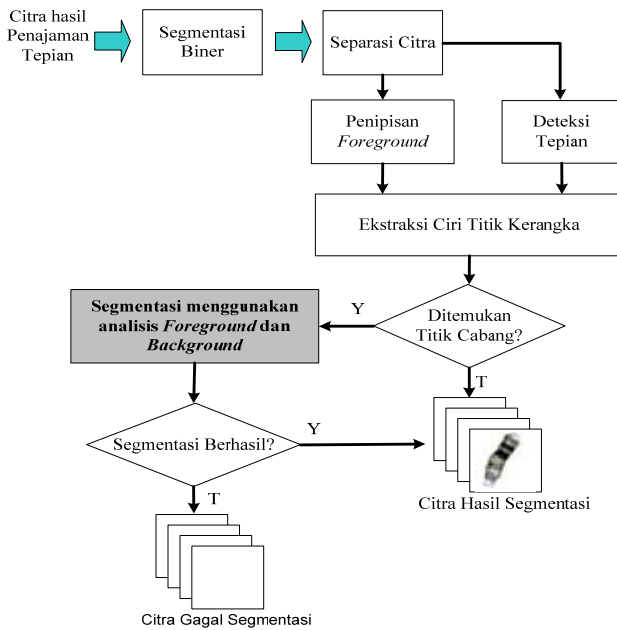 Citra hasil
Penajaman
Tepian
Segmentasi
Biner
Separasi Citra
Penipisan
Foreground
Deteksi
Tepian
Ekstraksi Ciri Titik Kerangka
Segmentasi menggunakan
analisis Foreground dan
Background
Y
Ditemukan
Titik Cabang?
T
Segmentasi Berhasil?
Y
T
Citra Hasil Segmentasi
Citra Gagal Segmentasi